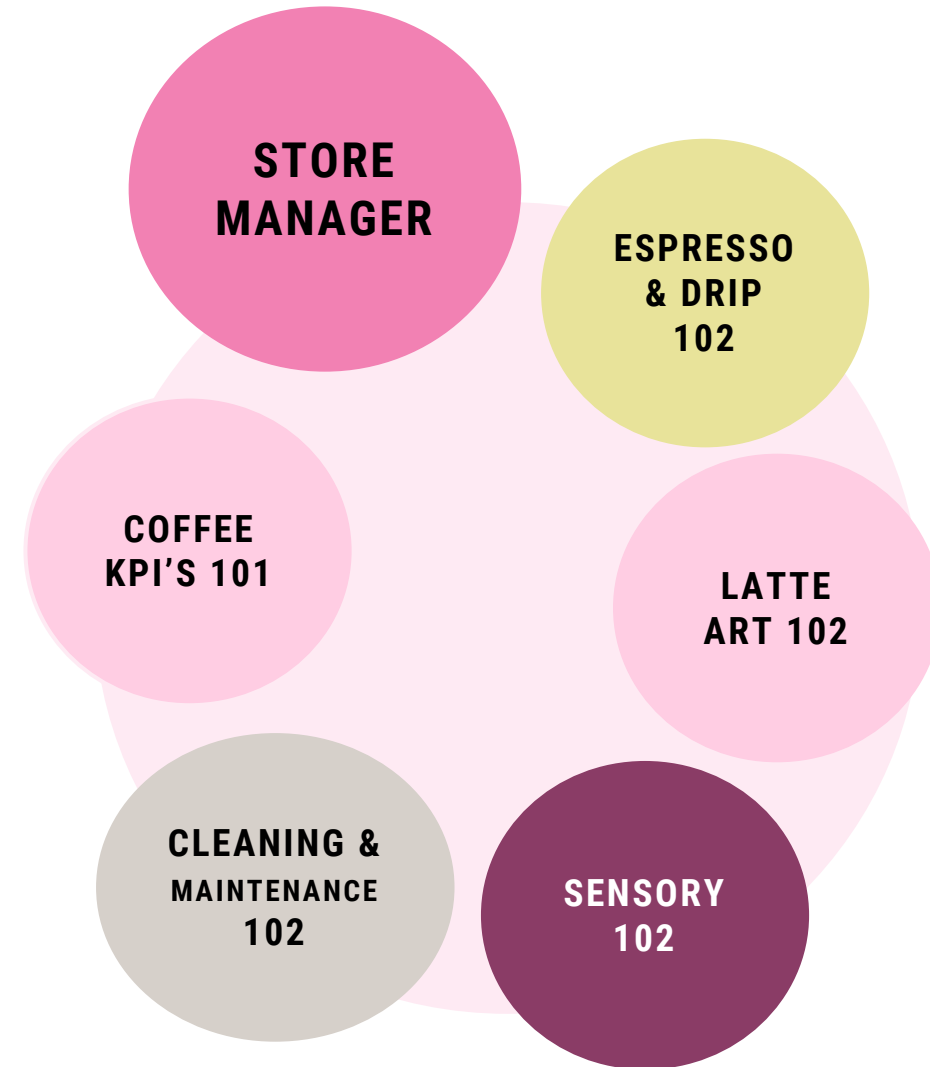 STORE
MANAGER
ESPRESSO
& DRIP
102
LATTE
ART 102
SENSORY
102
CLEANING &
MAINTENANCE
102
COFFEE
KPI’S 101